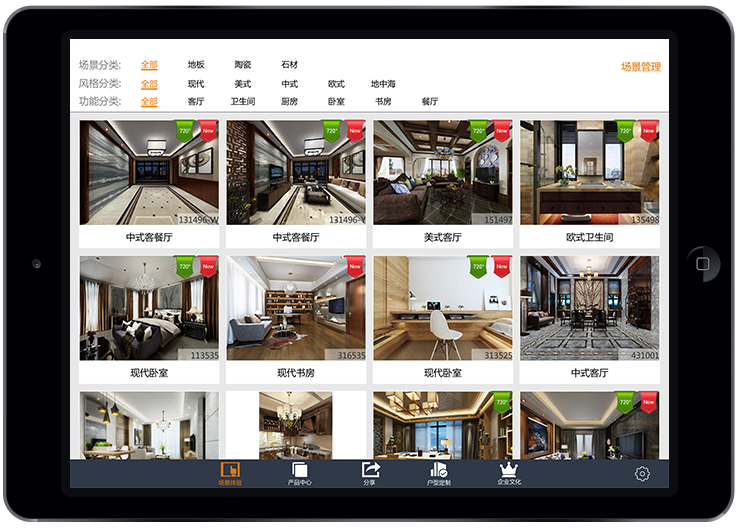 场景分类: 全部 地板 陶瓷 石材
场景管理
风格分类: 全部 现代 美式 中式 欧式 地中海
功能分类: 全部 客厅 卫生间 厨房 卧室 书房 餐厅
720° New 720° New 720° New 720° New
131496-W 131496-Y 151497 135498
中式客餐厅 中式客餐厅 美式客厅 欧式卫生间
720° New New 720° New
113535 316535 313525 431001
现代卧室 现代书房 现代卧室 中式客厅
720° 720° New
场景体验 产品中心 分享 户型定制 企业文化